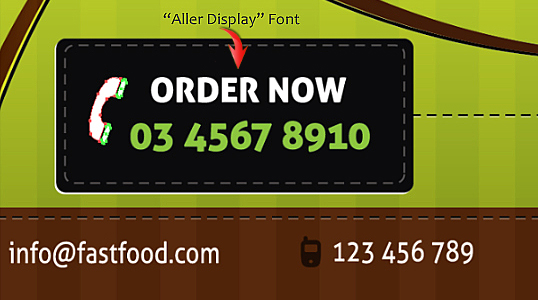 “Aller Display” Font
ORDER NOW
03 4567 8910
info@fastfood.com
123 456 789